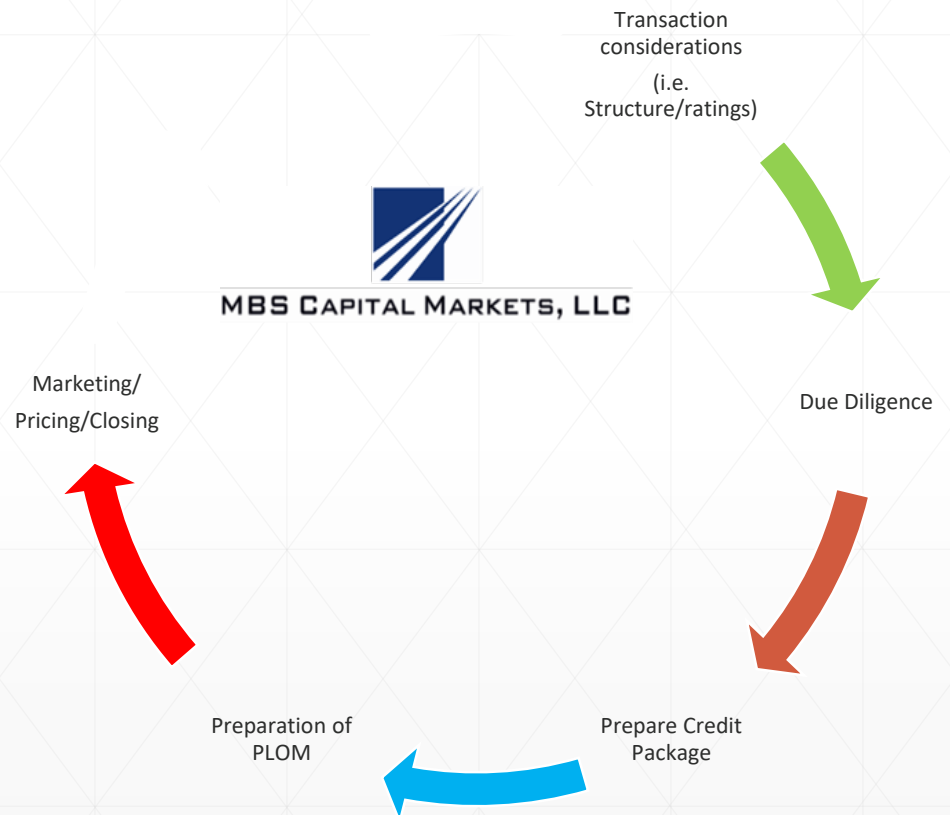 Transaction
considerations
(i.e.
Structure/ratings)
MBS CAPITAL MARKETS, LLC
Marketing/
Pricing/Closing
Due Diligence
Preparation of
PLOM
Prepare Credit
Package